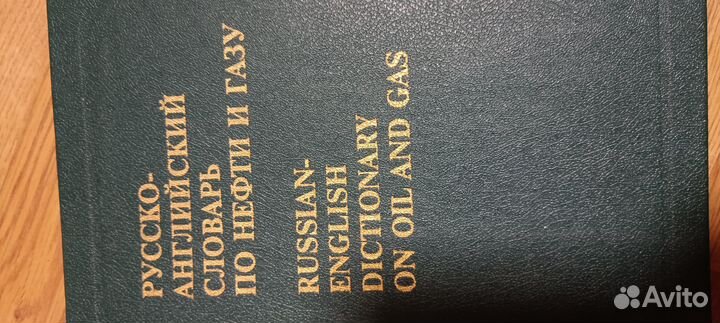 РУССКО-
АНГЛИЙСКИЙ
СЛОВАРЬ
ПО НЕФТИ И ГАЗУ
RUSSIAN-
ENGLISH
DICTIONARY
ON OIL AND GAS
Avito